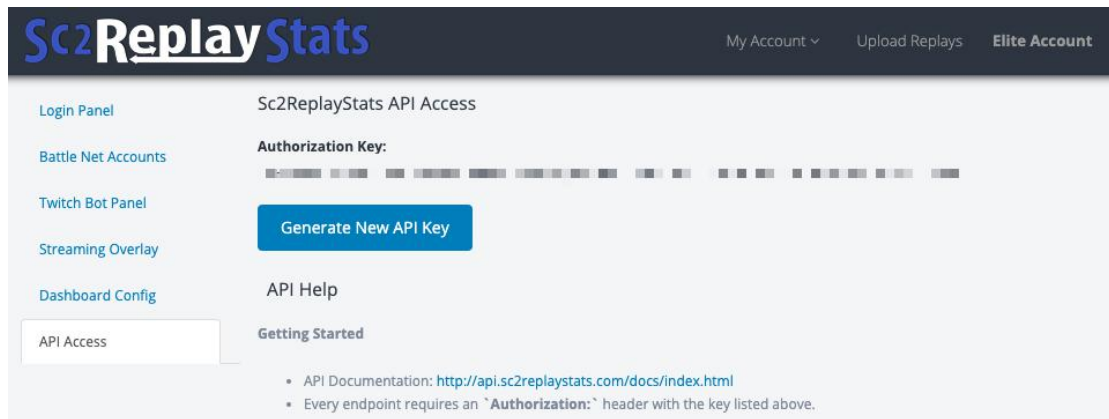 Sc2ReplayStats
My Account Upload Replays Elite Account
Login Panel
Battle Net Accounts
Twitch Bot Panel
Streaming Overlay
Dashboard Config
API Access
Sc2ReplayStats API Access
Authorization Key:
Generate New API Key
API Help
Getting Started
• API Documentation: http://api.sc2replaystats.com/docs/index.html
• Every endpoint requires an `Authorization:` header with the key listed above.